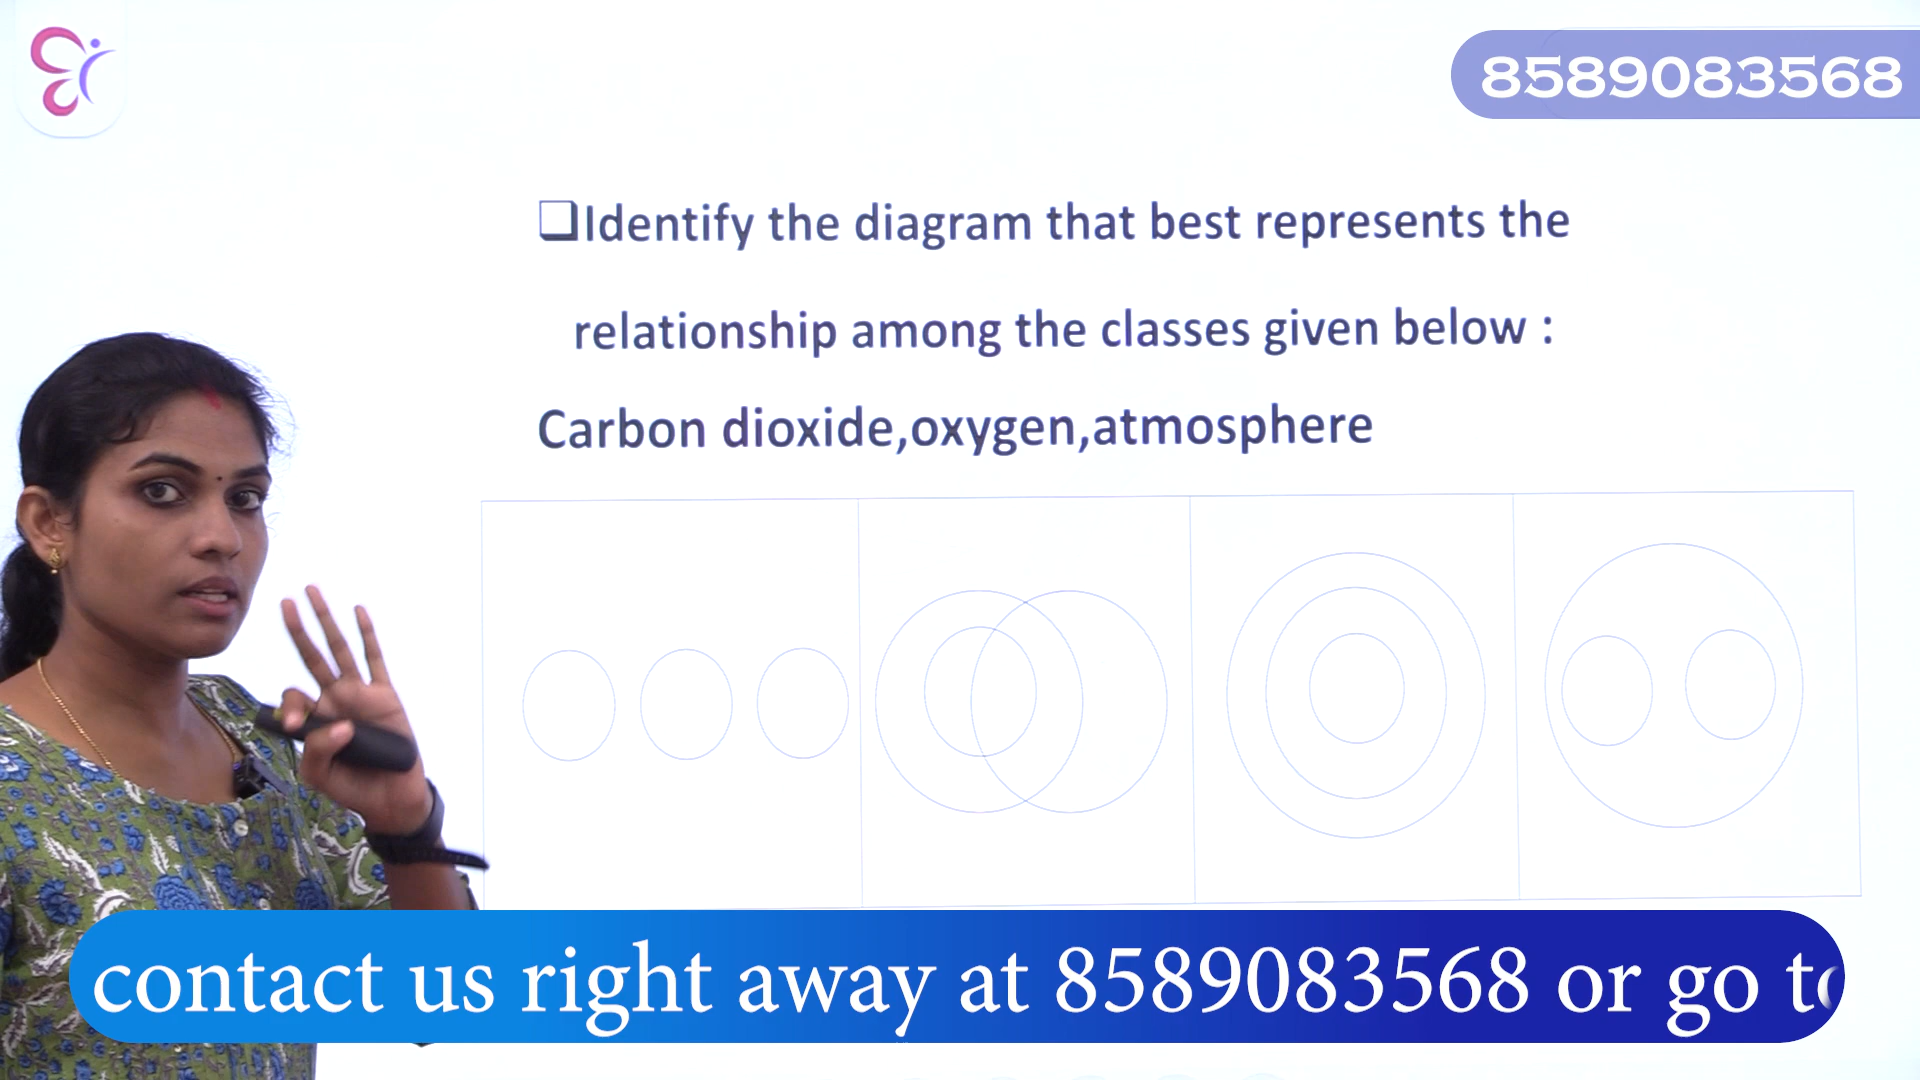 8589083568
❑Identify the diagram that best represents the
relationship among the classes given below :
Carbon dioxide,oxygen,atmosphere
contact us right away at 8589083568 or go to